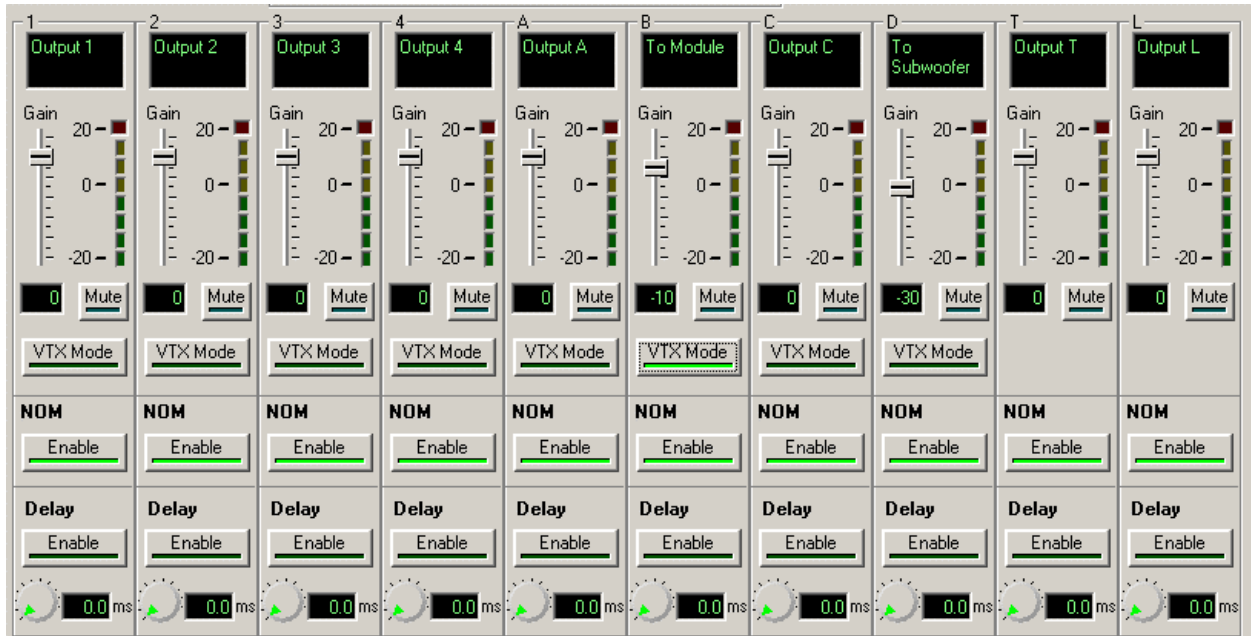 1 2 3 4 A B C D T L
Output 1 Output 2 Output 3 Output 4 Output A To Module Output C To Output T Output L
Subwoofer
Gain Gain Gain Gain Gain Gain Gain Gain Gain Gain
20 20 20 20 20 20 20 20 20 20
0 0 0 0 0 0 0 0 0 0
-20 -20 -20 -20 -20 -20 -20 -20 -20 -20
0 Mute 0 Mute 0 Mute 0 Mute 0 Mute -10 Mute 0 Mute -30 Mute 0 Mute 0 Mute
VTX Mode VTX Mode VTX Mode VTX Mode VTX Mode VTX Mode VTX Mode VTX Mode
NOM NOM NOM NOM NOM NOM NOM NOM NOM NOM
Enable Enable Enable Enable Enable Enable Enable Enable Enable Enable
Delay Delay Delay Delay Delay Delay Delay Delay Delay Delay
Enable Enable Enable Enable Enable Enable Enable Enable Enable Enable
0.0 ms 0.0 ms 0.0 ms 0.0 ms 0.0 ms 0.0 ms 0.0 ms 0.0 ms 0.0 ms 0.0 ms